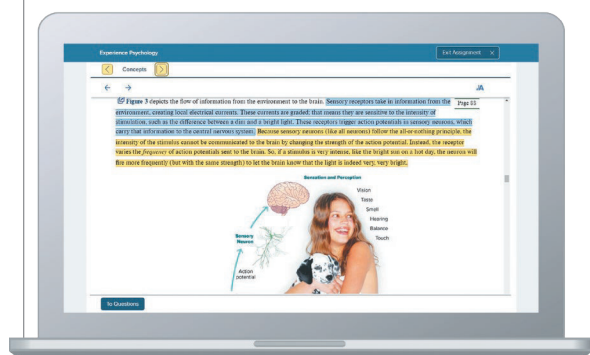 Experience Psychology
Exit Assignment X
< Concepts >
← →
Figure 3 depicts the flow of information from the environment to the brain. Sensory receptors take in information from the
Page 85
environment, creating local electrical currents. These currents are graded; that means they are sensitive to the intensity of
stimulation, such as the difference between a dim and a bright light. These receptors trigger action potentials in sensory neurons, which
carry that information to the central nervous system. Because sensory neurons (like all neurons) follow the all-or-nothing principle, the
intensity of the stimulus cannot be communicated to the brain by changing the strength of the action potential. Instead, the receptor
varies the frequency of action potentials sent to the brain. So, if a stimulus is very intense, like the bright sun on a hot day, the neuron will
fire more frequently (but with the same strength) to let the brain know that the light is indeed very, very bright.
Sensation and Perception
Vision
Taste
Smell
Hearing
Balance
Touch
Sensory
Neuron
Action
potential
To Questions